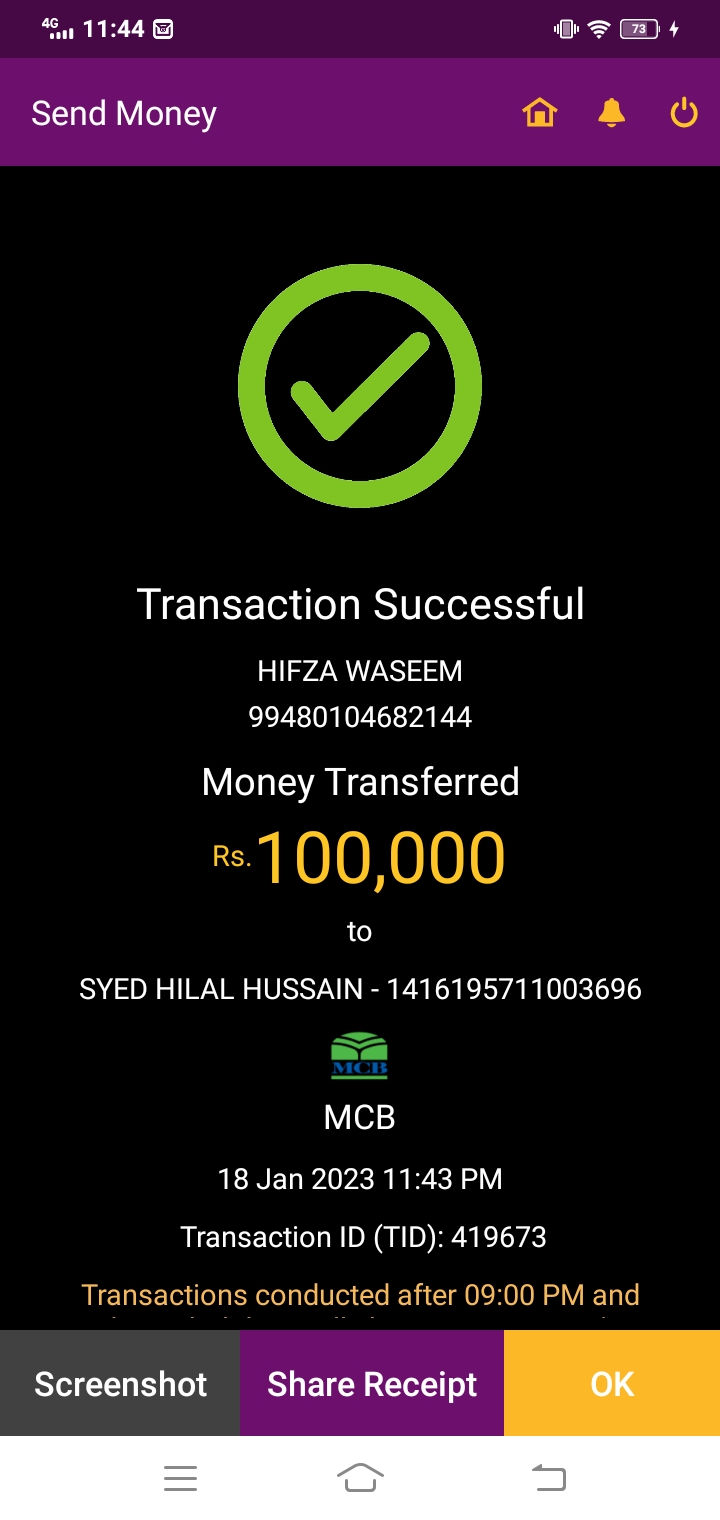 4G 11:44 73
Send Money
Transaction Successful
HIFZA WASEEM
99480104682144
Money Transferred
Rs.100,000
to
SYED HILAL HUSSAIN - 1416195711003696
MCB
MCB
18 Jan 2023 11:43 PM
Transaction ID (TID): 419673
Transactions conducted after 09:00 PM and
Screenshot Share Receipt OK